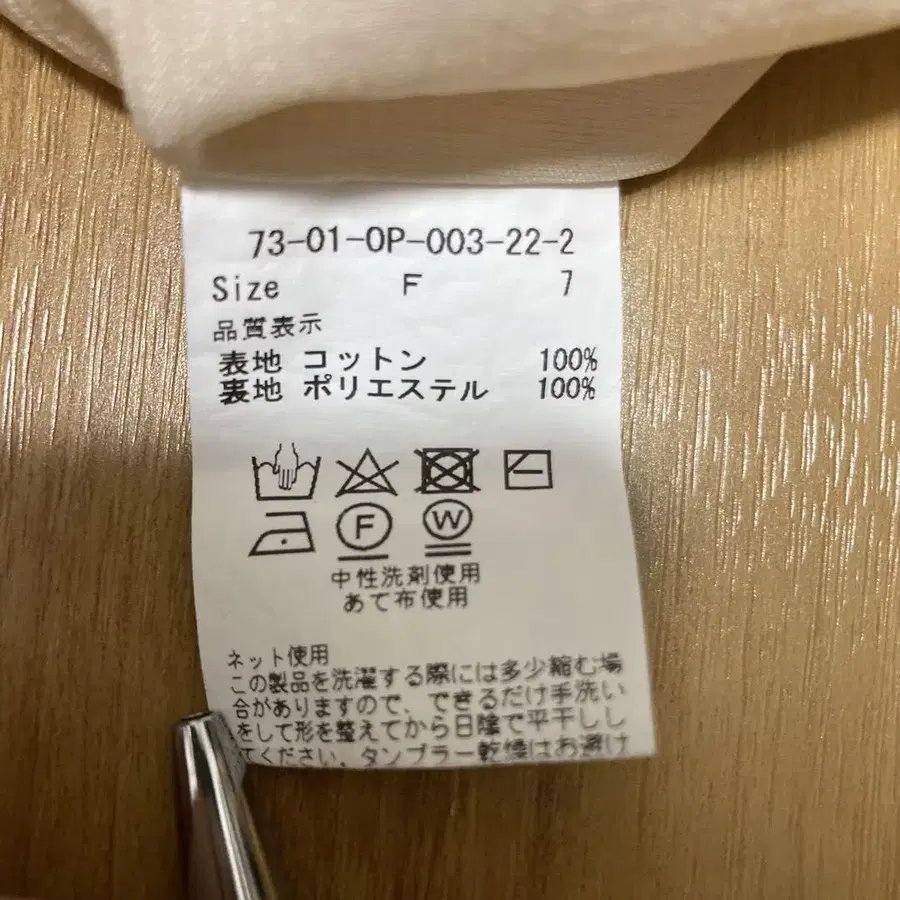 73-01-OP-003-22-2
Size F 7
品質表示
表地 コットン 100%
裏地 ポリエステル 100%
F W
中性洗剤使用
あて布使用
ネット使用
この製品を洗濯する際には多少縮む場
合がありますので、できるだけ手洗い
をして形を整えてから日陰で平干しし
てください。タンブラー乾燥はお避け